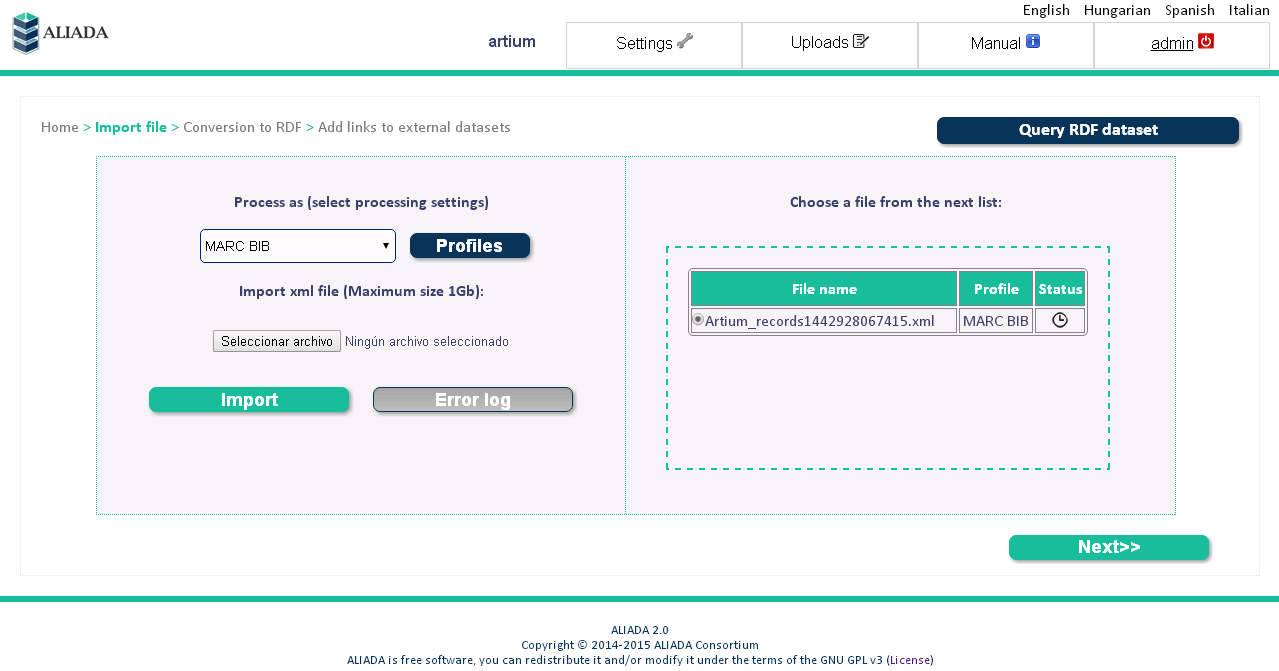 English Hungarian Spanish Italian
ALIADA
artium
Settings
Uploads
Manual
admin
Home > Import file > Conversion to RDF > Add links to external datasets
Query RDF dataset
Process as (select processing settings)
MARC BIB
Profiles
Import xml file (Maximum size 1Gb):
Seleccionar archivo Ningún archivo seleccionado
Import
Error log
Choose a file from the next list:
File name Profile Status
Artium_records1442928067415.xml MARC BIB
Next>>
ALIADA 2.0
Copyright © 2014-2015 ALIADA Consortium
ALIADA is free software, you can redistribute it and/or modify it under the terms of the GNU GPL v3 (License)